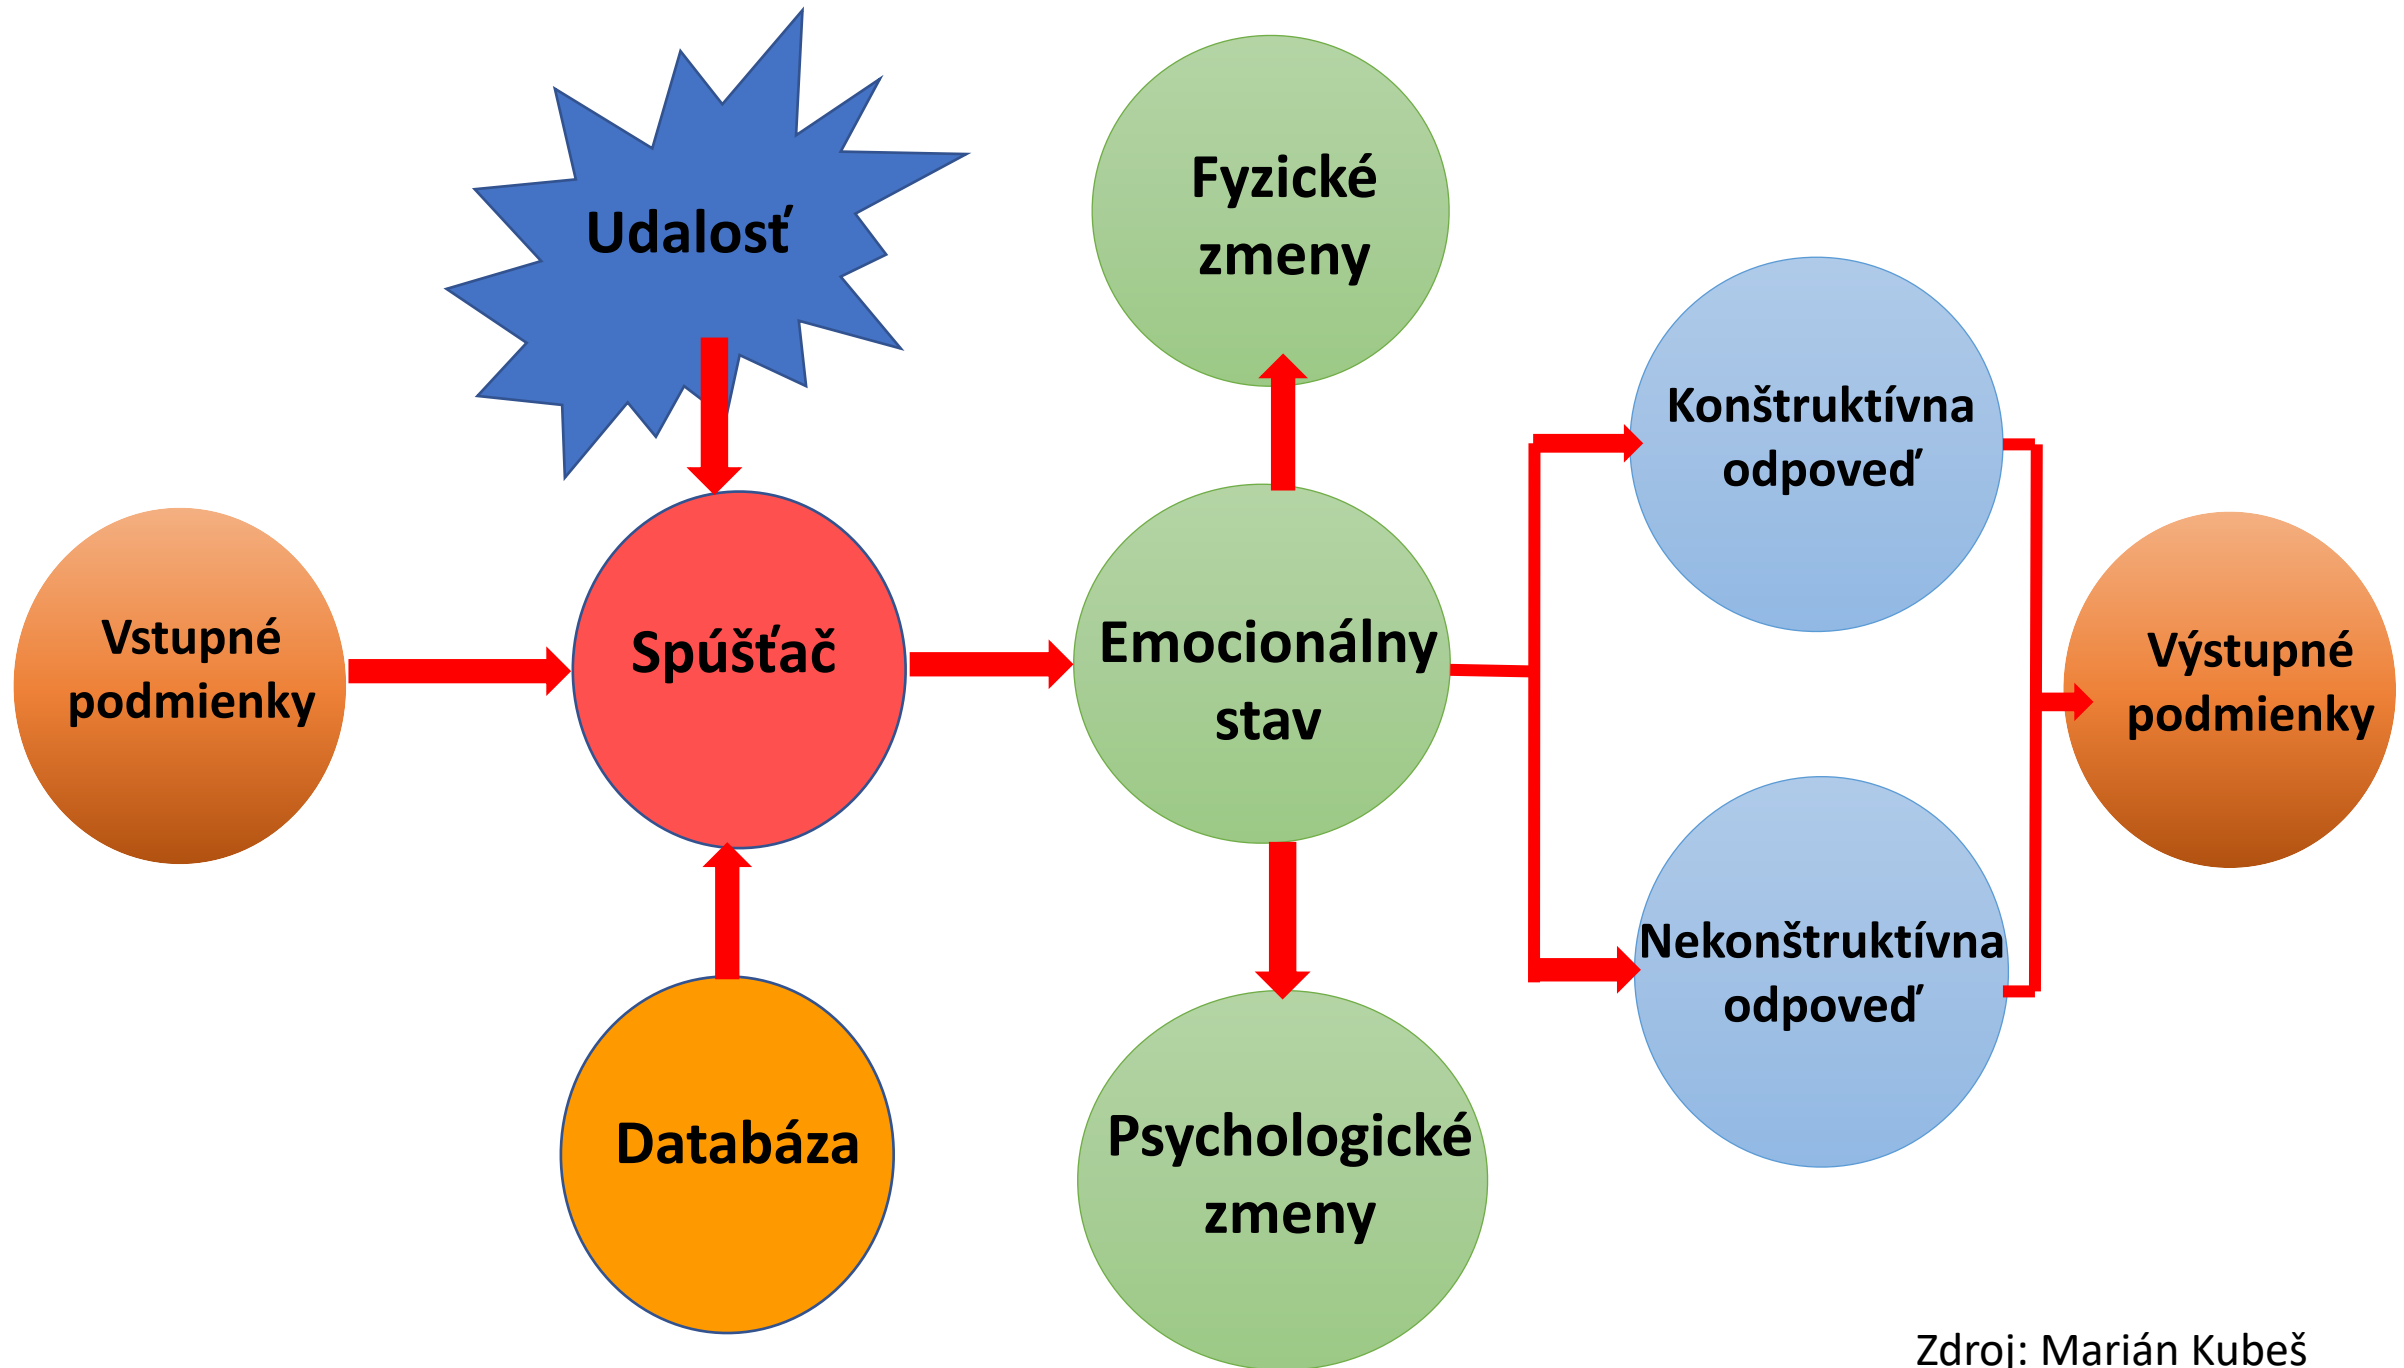 Udalosť
Fyzické
zmeny
Konštruktívna
odpoveď
Vstupné
podmienky
Spúšťač
Emocionálny
stav
Výstupné
podmienky
Nekonštruktívna
odpoveď
Databáza
Psychologické
zmeny
Zdroj: Marián Kubeš